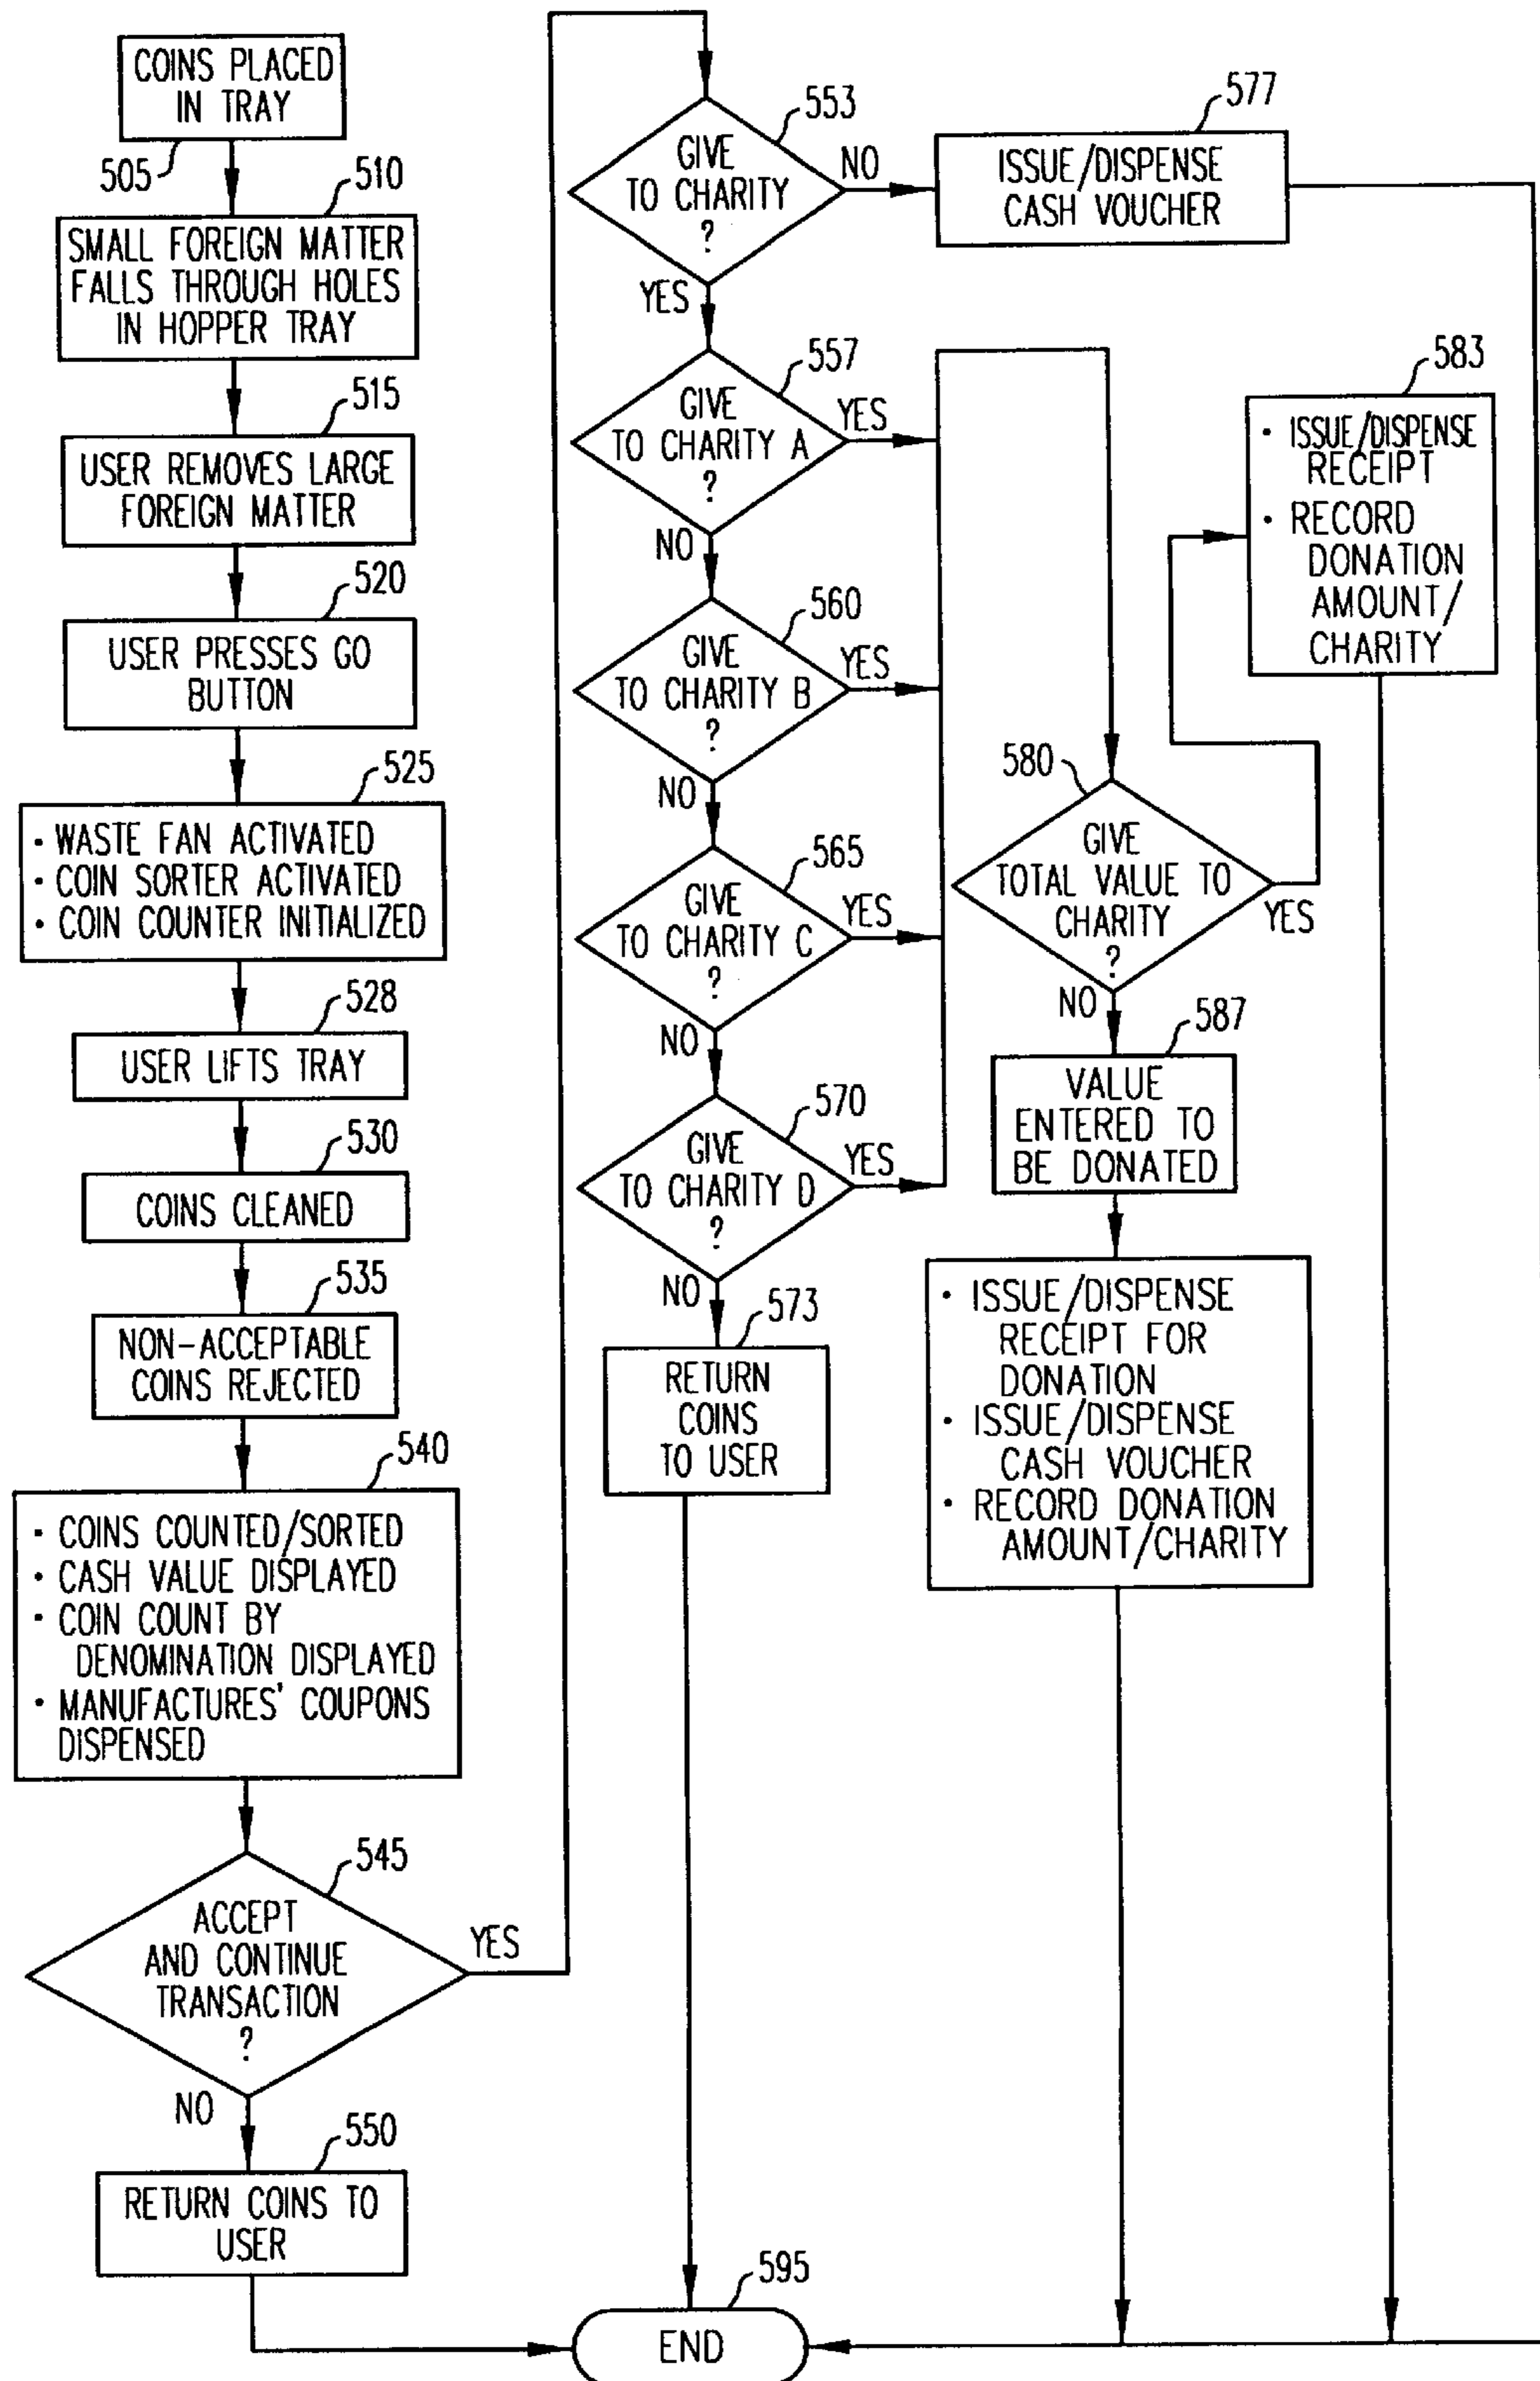 COINS PLACED
IN TRAY
505
510
SMALL FOREIGN MATTER
FALLS THROUGH HOLES
IN HOPPER TRAY
515
USER REMOVES LARGE
FOREIGN MATTER
520
USER PRESSES GO
BUTTON
525
· WASTE FAN ACTIVATED
· COIN SORTER ACTIVATED
· COIN COUNTER INITIALIZED
528
USER LIFTS TRAY
530
COINS CLEANED
535
NON-ACCEPTABLE
COINS REJECTED
540
· COINS COUNTED/SORTED
· CASH VALUE DISPLAYED
· COIN COUNT BY
DENOMINATION DISPLAYED
· MANUFACTURES' COUPONS
DISPENSED
545
ACCEPT
AND CONTINUE
TRANSACTION
?
YES
NO
550
RETURN COINS TO
USER
553
GIVE
TO CHARITY
?
NO
YES
577
ISSUE/DISPENSE
CASH VOUCHER
557
GIVE
TO CHARITY A
?
YES
NO
560
GIVE
TO CHARITY B
?
YES
NO
565
GIVE
TO CHARITY C
?
YES
NO
570
GIVE
TO CHARITY D
?
YES
NO
573
RETURN
COINS
TO USER
580
GIVE
TOTAL VALUE TO
CHARITY
?
YES
NO
583
· ISSUE/DISPENSE
RECEIPT
· RECORD
DONATION
AMOUNT/
CHARITY
587
VALUE
ENTERED TO
BE DONATED
· ISSUE/DISPENSE
RECEIPT FOR
DONATION
· ISSUE/DISPENSE
CASH VOUCHER
· RECORD DONATION
AMOUNT/CHARITY
595
END